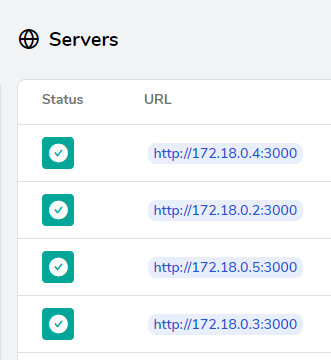 Servers
Status URL
http://172.18.0.4:3000
http://172.18.0.2:3000
http://172.18.0.5:3000
http://172.18.0.3:3000